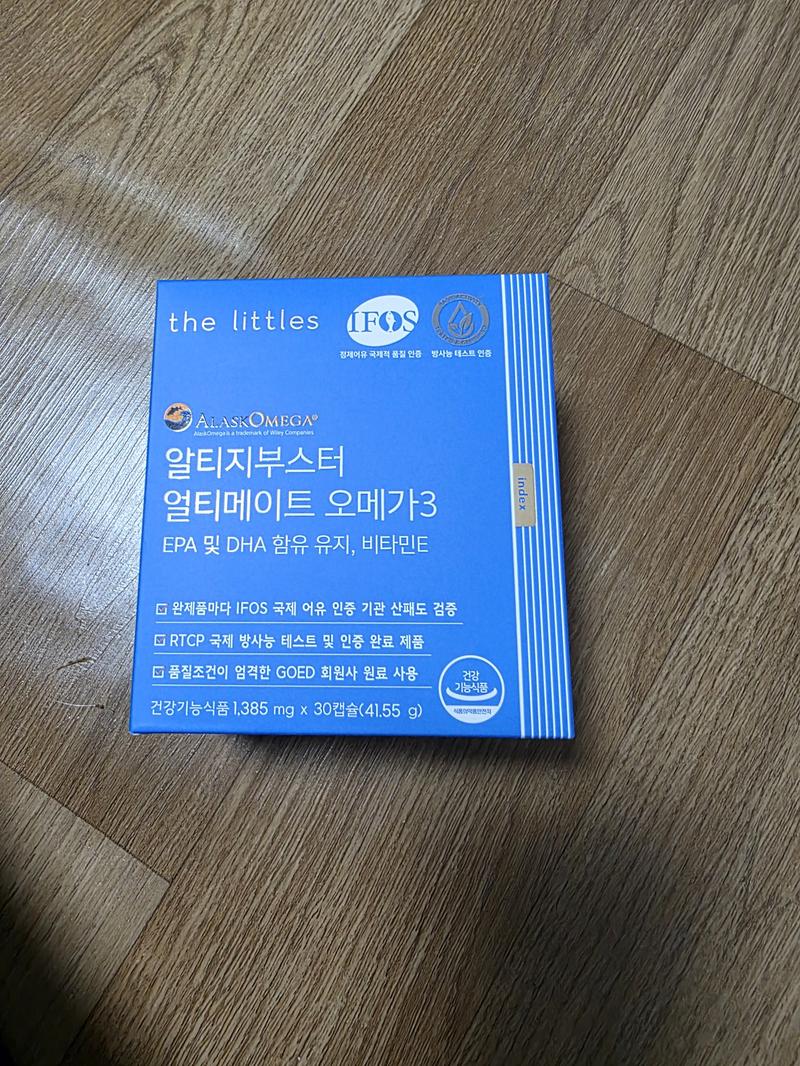 the littles
IFOS
정제어유 국제적 품질 인증
방사능 테스트 인증
ALASKOMEGA®
AlaskOmega is a trademark of Wiley Companies
알티지부스터
얼티메이트 오메가3
EPA 및 DHA 함유 유지, 비타민E
index
완제품마다 IFOS 국제 어유 인증 기관 산패도 검증
RTCP 국제 방사능 테스트 및 인증 완료 제품
품질조건이 엄격한 GOED 회원사 원료 사용
건강
기능식품
식품의약품안전처
건강기능식품 1,385 mg x 30캡슐(41.55 g)